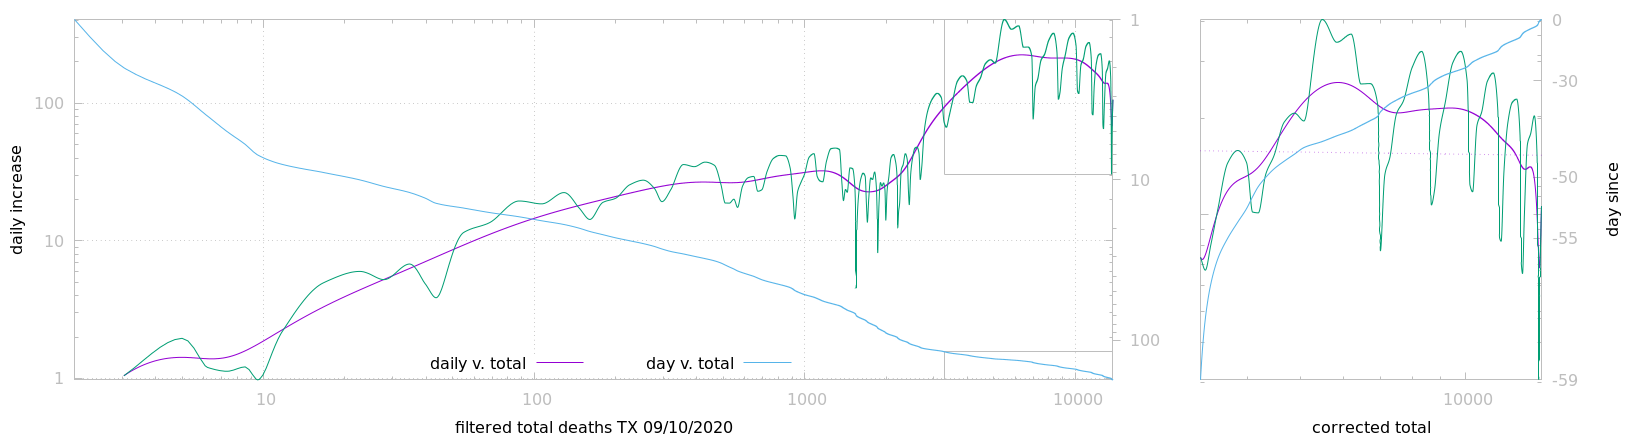 daily increase
100
10
1
10
100
1000
10000
filtered total deaths TX 09/10/2020
daily v. total
day v. total
1
10
100
10000
corrected total
0
-30
-50
-55
-59
day since